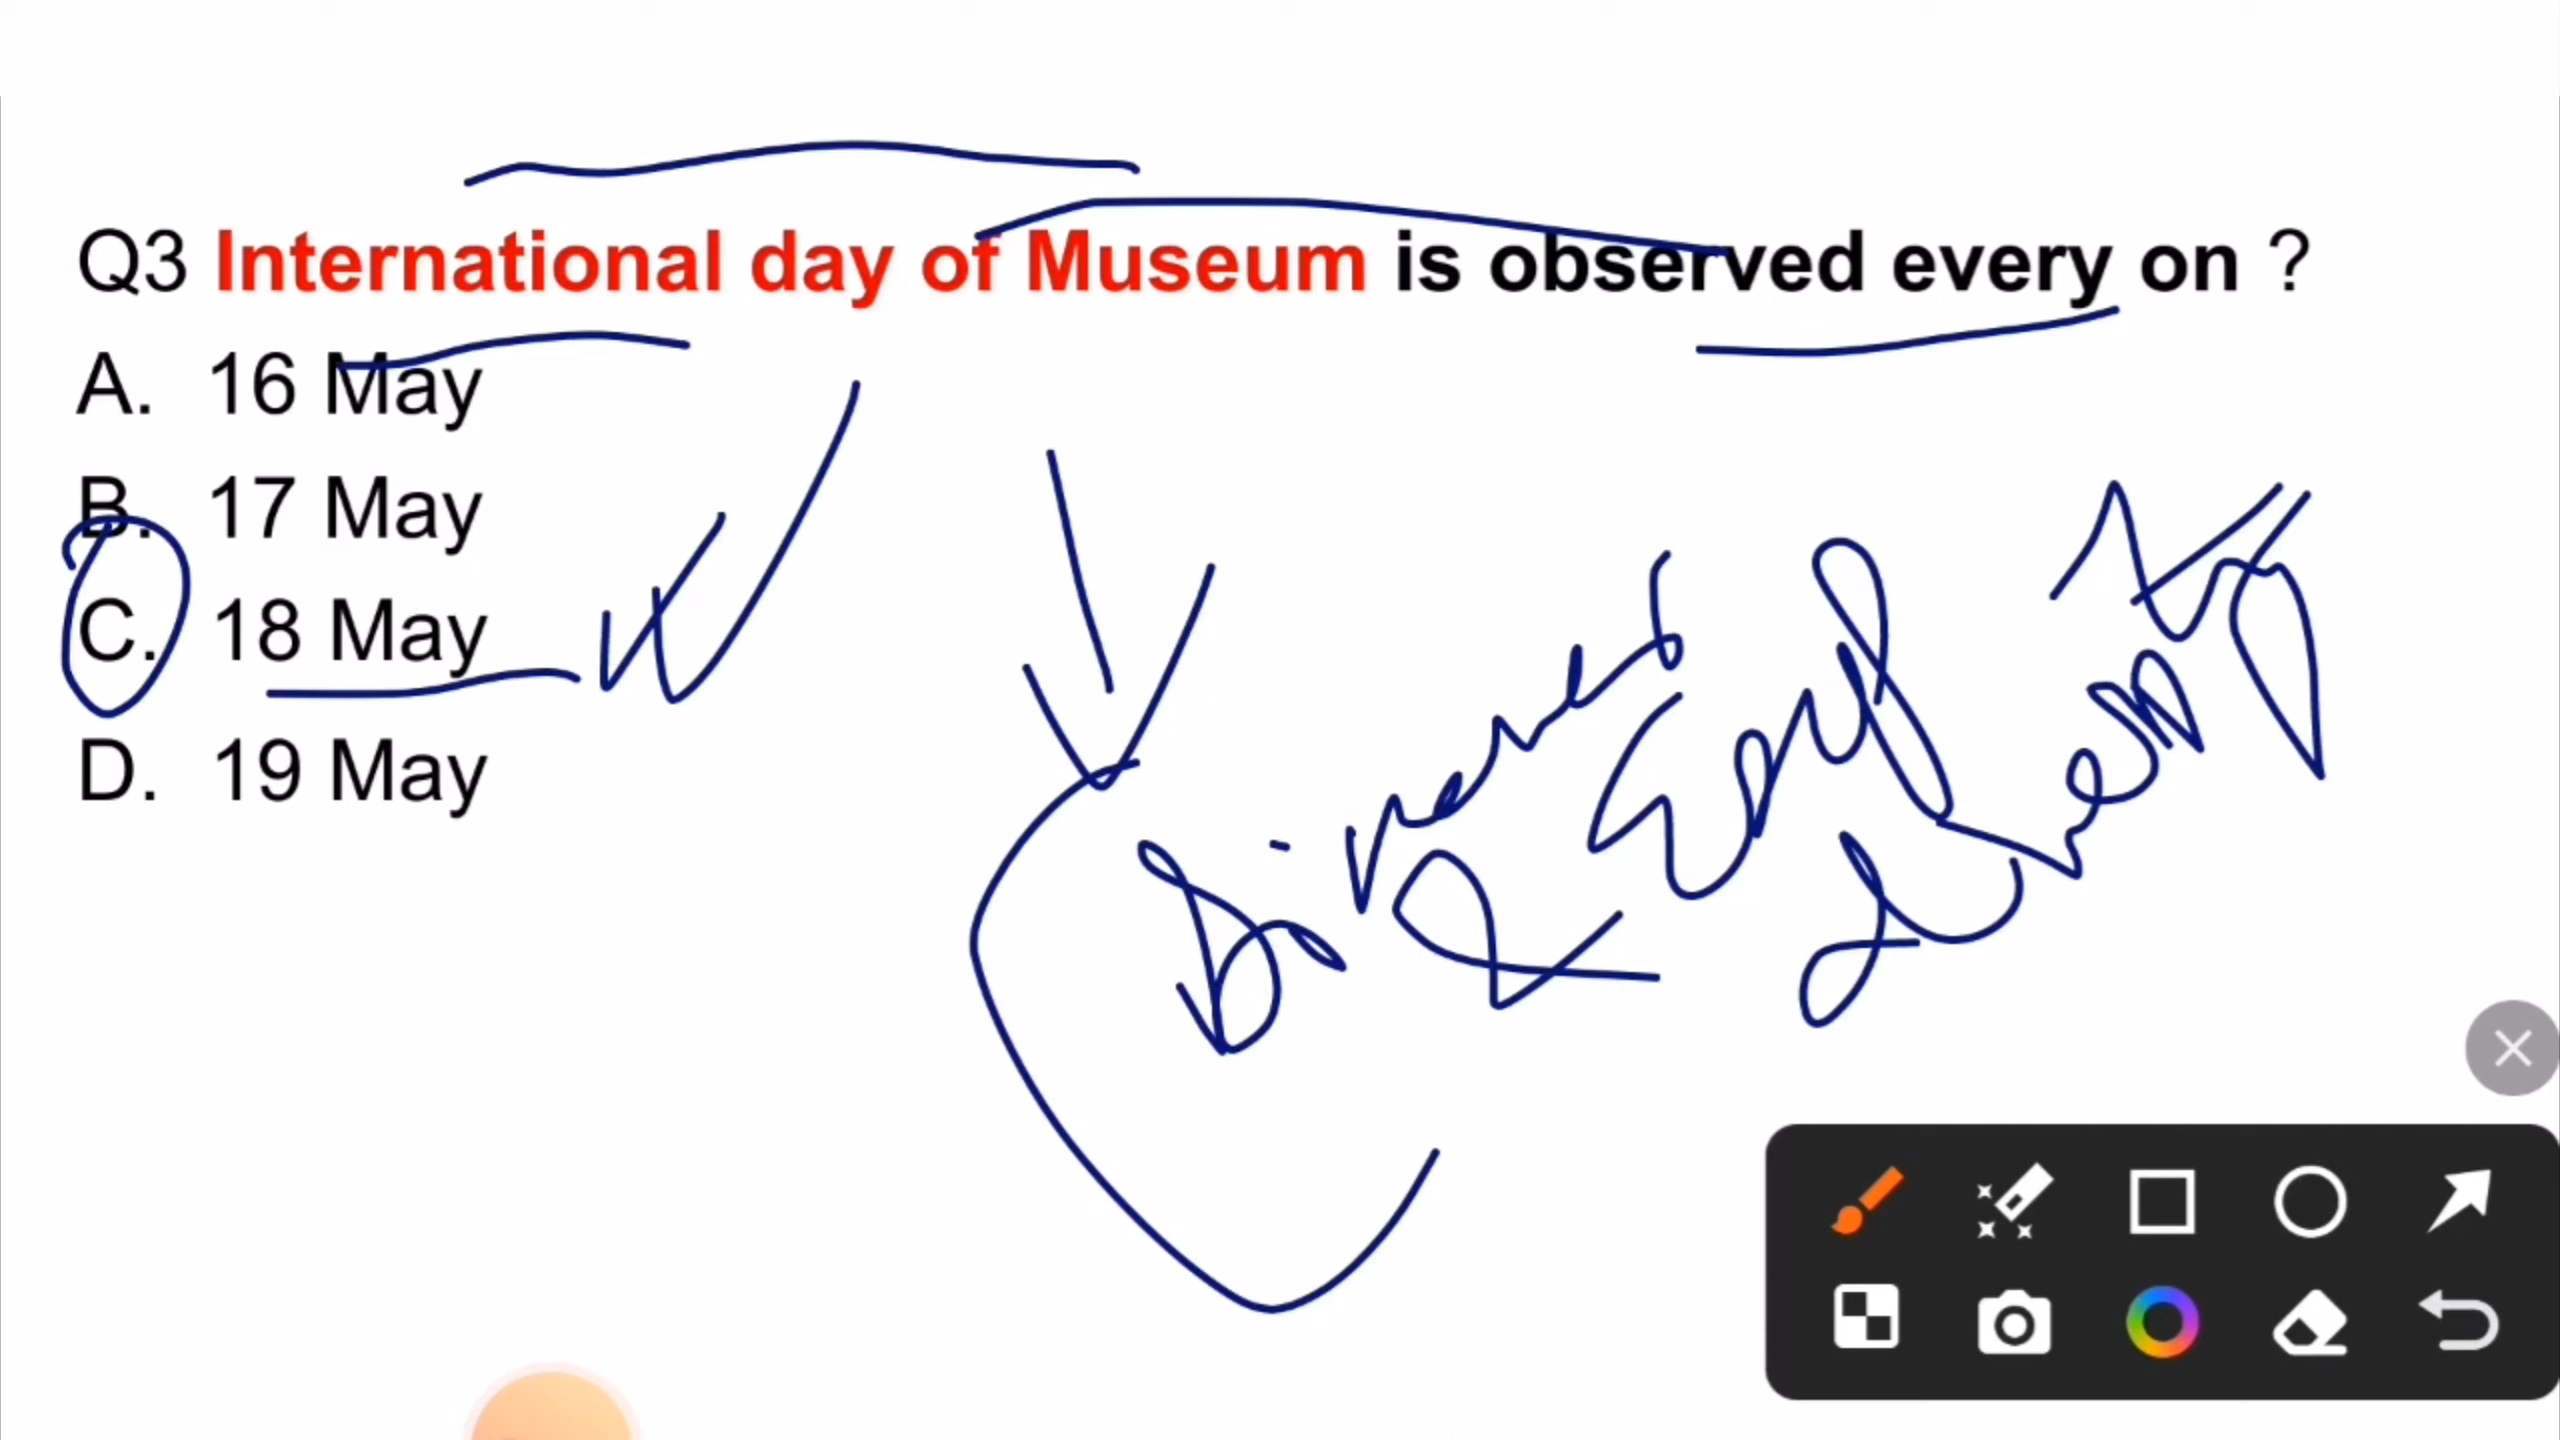 Q3 International day of Museum is observed every on ?
A. 16 May
B. 17 May
C. 18 May
D. 19 May